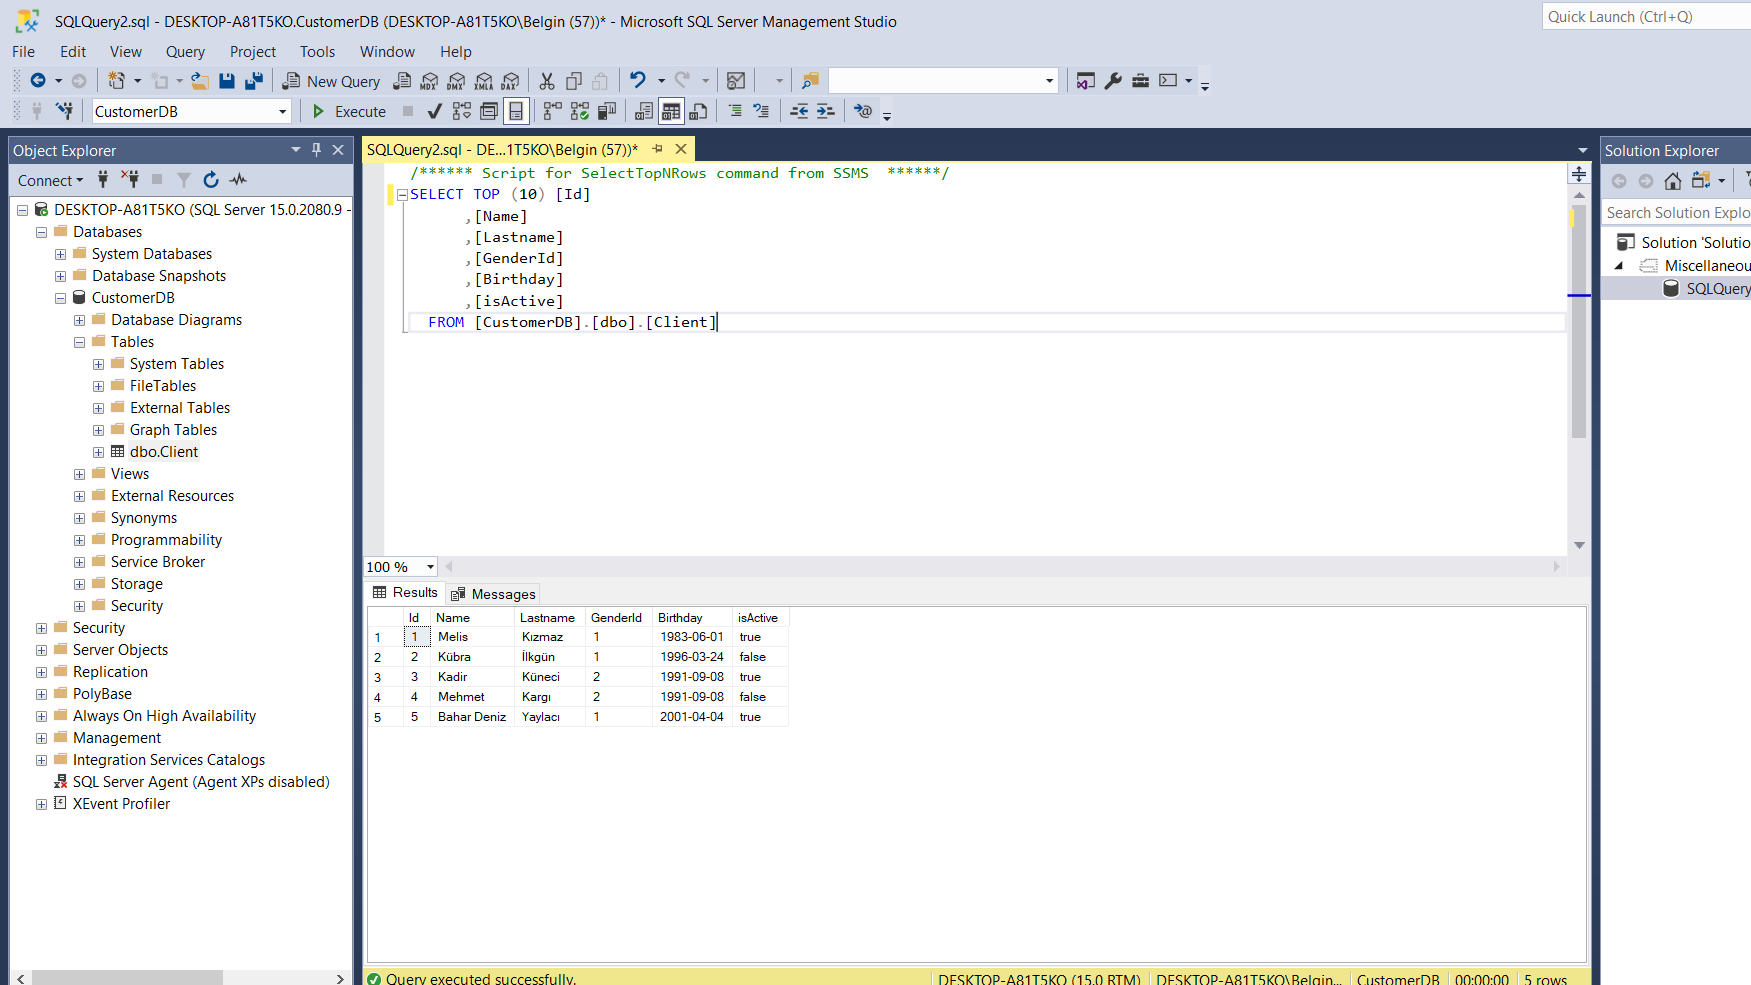 SQLQuery2.sql - DESKTOP-A81T5KO.CustomerDB (DESKTOP-A81T5KO\Belgin (57))* - Microsoft SQL Server Management Studio
Quick Launch (Ctrl+Q)
File Edit View Query Project Tools Window Help
New Query MDX DMX XMLA DAX
CustomerDB Execute
Object Explorer
Connect
DESKTOP-A81T5KO (SQL Server 15.0.2080.9 -
Databases
System Databases
Database Snapshots
CustomerDB
Database Diagrams
Tables
System Tables
FileTables
External Tables
Graph Tables
dbo.Client
Views
External Resources
Synonyms
Programmability
Service Broker
Storage
Security
Security
Server Objects
Replication
PolyBase
Always On High Availability
Management
Integration Services Catalogs
SQL Server Agent (Agent XPs disabled)
XEvent Profiler
SQLQuery2.sql - DE...1T5KO\Belgin (57))*
/****** Script for SelectTopNRows command from SSMS  ******/
SELECT TOP (10) [Id]
,[Name]
,[Lastname]
,[GenderId]
,[Birthday]
,[isActive]
FROM [CustomerDB].[dbo].[Client]
100 %
Results Messages
Id Name Lastname GenderId Birthday isActive
1 1 Melis Kızmaz 1 1983-06-01 true
2 2 Kübra İlkgün 1 1996-03-24 false
3 3 Kadir Küneci 2 1991-09-08 true
4 4 Mehmet Kargı 2 1991-09-08 false
5 5 Bahar Deniz Yaylacı 1 2001-04-04 true
Query executed successfully. DESKTOP-A81T5KO (15.0 RTM) DESKTOP-A81T5KO\Belgin... CustomerDB 00:00:00 5 rows
Solution Explorer
Search Solution Explo
Solution 'Solutio
Miscellaneou
SQLQuery